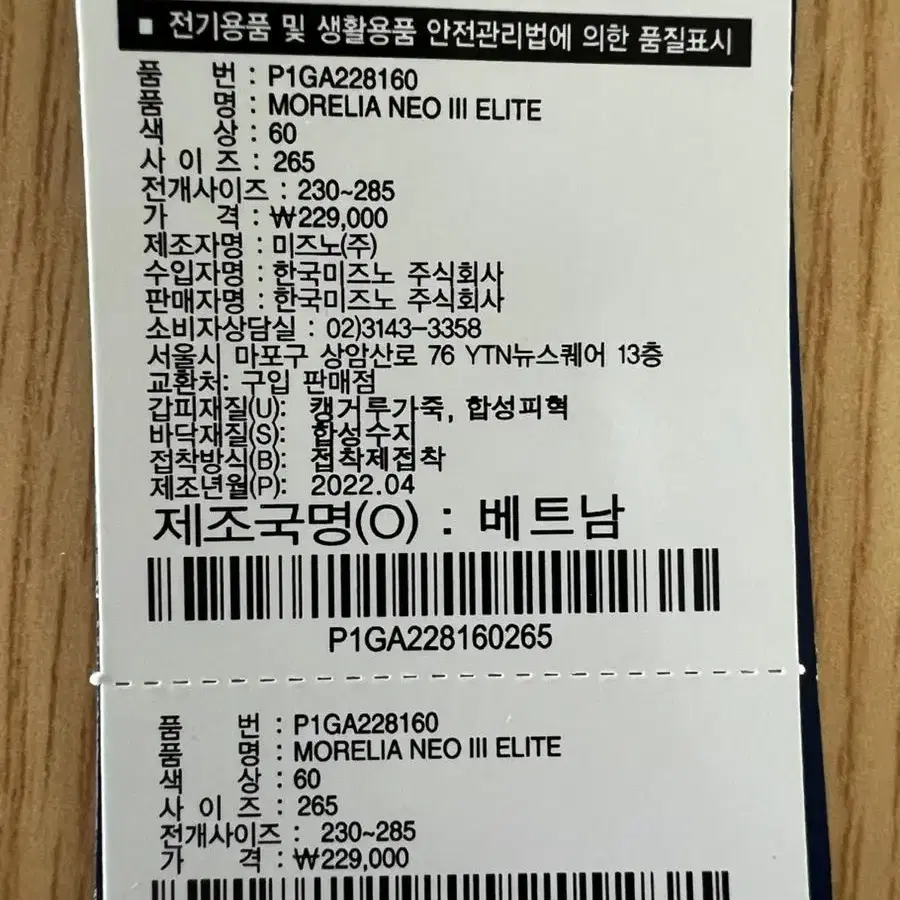 ▪ 전기용품 및 생활용품 안전관리법에 의한 품질표시
품 번 : P1GA228160
품 명 : MORELIA NEO III ELITE
색 상 : 60
사 이 즈 : 265
전개사이즈 : 230~285
가 격 : ₩229,000
제조자명 : 미즈노(주)
수입자명 : 한국미즈노 주식회사
판매자명 : 한국미즈노 주식회사
소비자상담실 : 02)3143-3358
서울시 마포구 상암산로 76 YTN뉴스퀘어 13층
교환처: 구입 판매점
갑피재질(U): 캥거루가죽, 합성피혁
바닥재질(S): 합성수지
접착방식(B): 접착제접착
제조년월(P): 2022.04
제조국명(O) : 베트남
P1GA228160265
품 번 : P1GA228160
품 명 : MORELIA NEO III ELITE
색 상 : 60
사 이 즈 : 265
전개사이즈 : 230~285
가 격 : ₩229,000